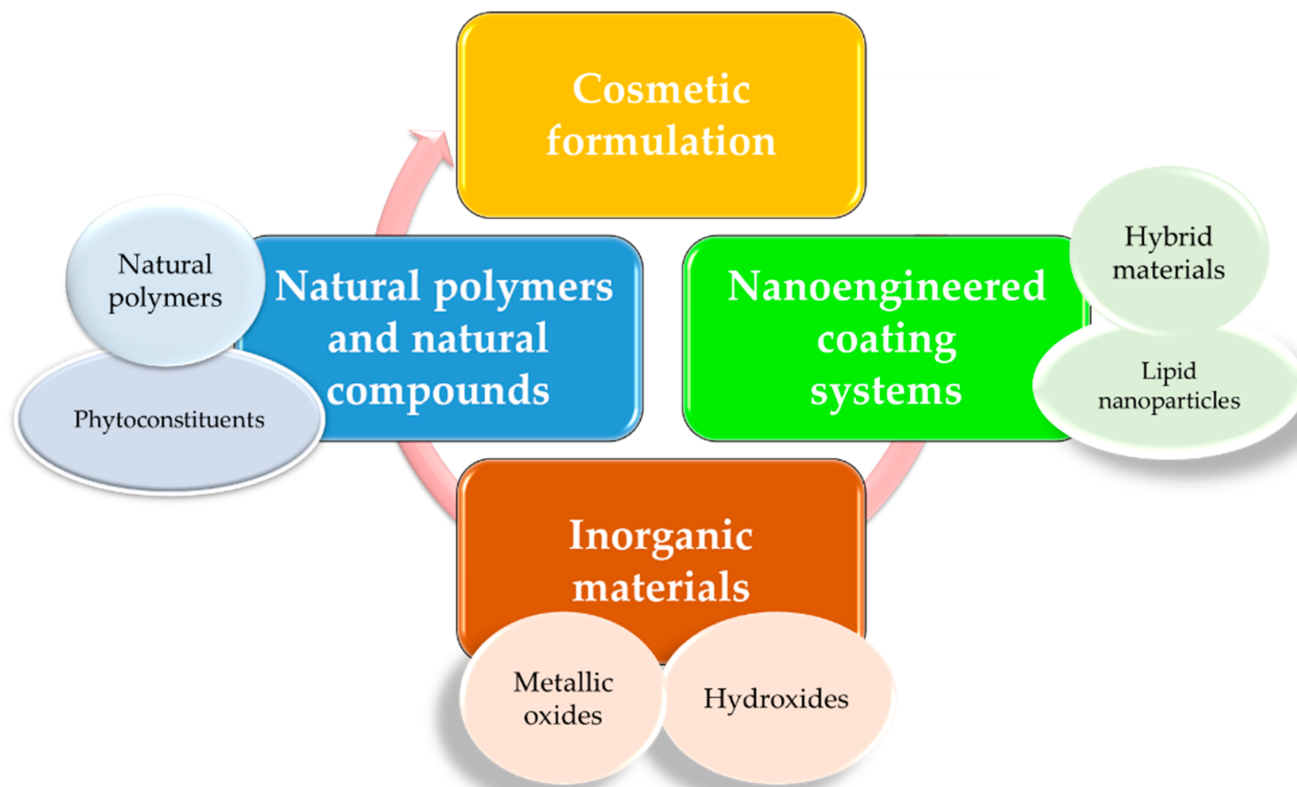 Cosmetic
formulation
Natural
polymers
Phytoconstituents
Natural polymers
and natural
compounds
Nanoengineered
coating
systems
Hybrid
materials
Lipid
nanoparticles
Inorganic
materials
Metallic
oxides
Hydroxides